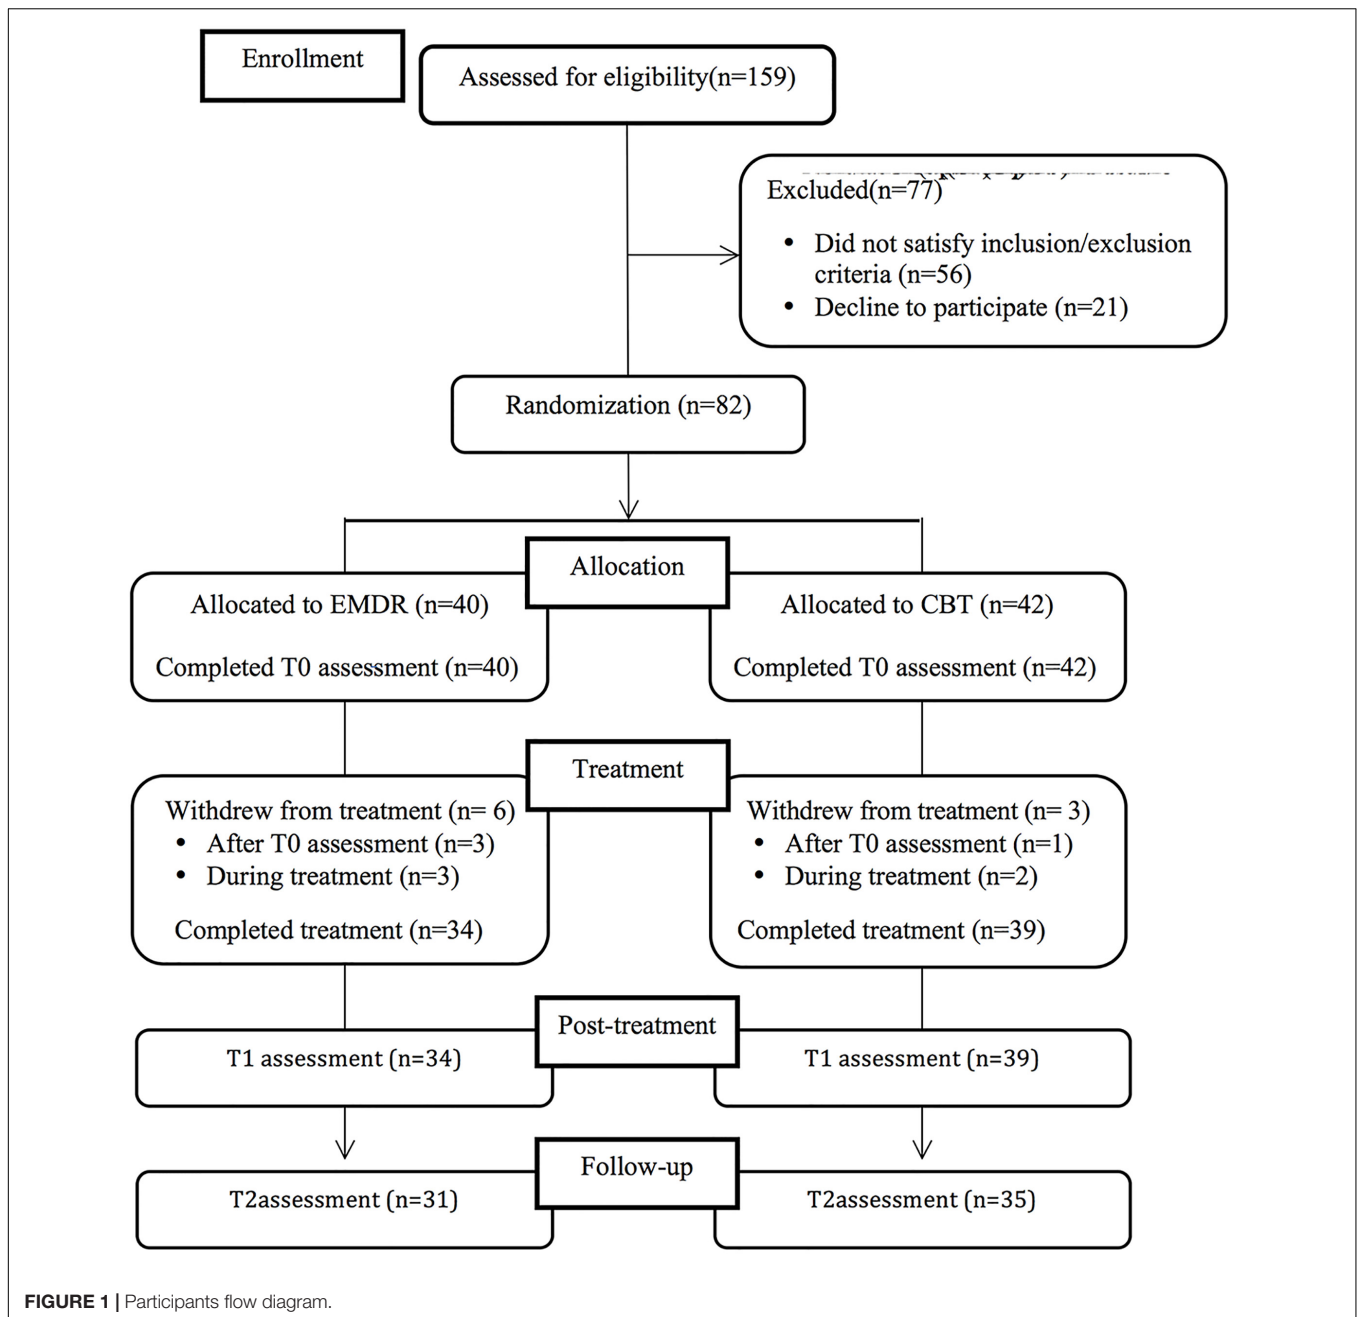 Enrollment
Assessed for eligibility(n=159)
Excluded(n=77)
• Did not satisfy inclusion/exclusion
criteria (n=56)
• Decline to participate (n=21)
Randomization (n=82)
Allocation
Allocated to EMDR (n=40)
Completed T0 assessment (n=40)
Allocated to CBT (n=42)
Completed T0 assessment (n=42)
Treatment
Withdrew from treatment (n= 6)
• After T0 assessment (n=3)
• During treatment (n=3)
Completed treatment (n=34)
Withdrew from treatment (n= 3)
• After T0 assessment (n=1)
• During treatment (n=2)
Completed treatment (n=39)
Post-treatment
T1 assessment (n=34)
T1 assessment (n=39)
Follow-up
T2assessment (n=31)
T2assessment (n=35)
FIGURE 1 | Participants flow diagram.